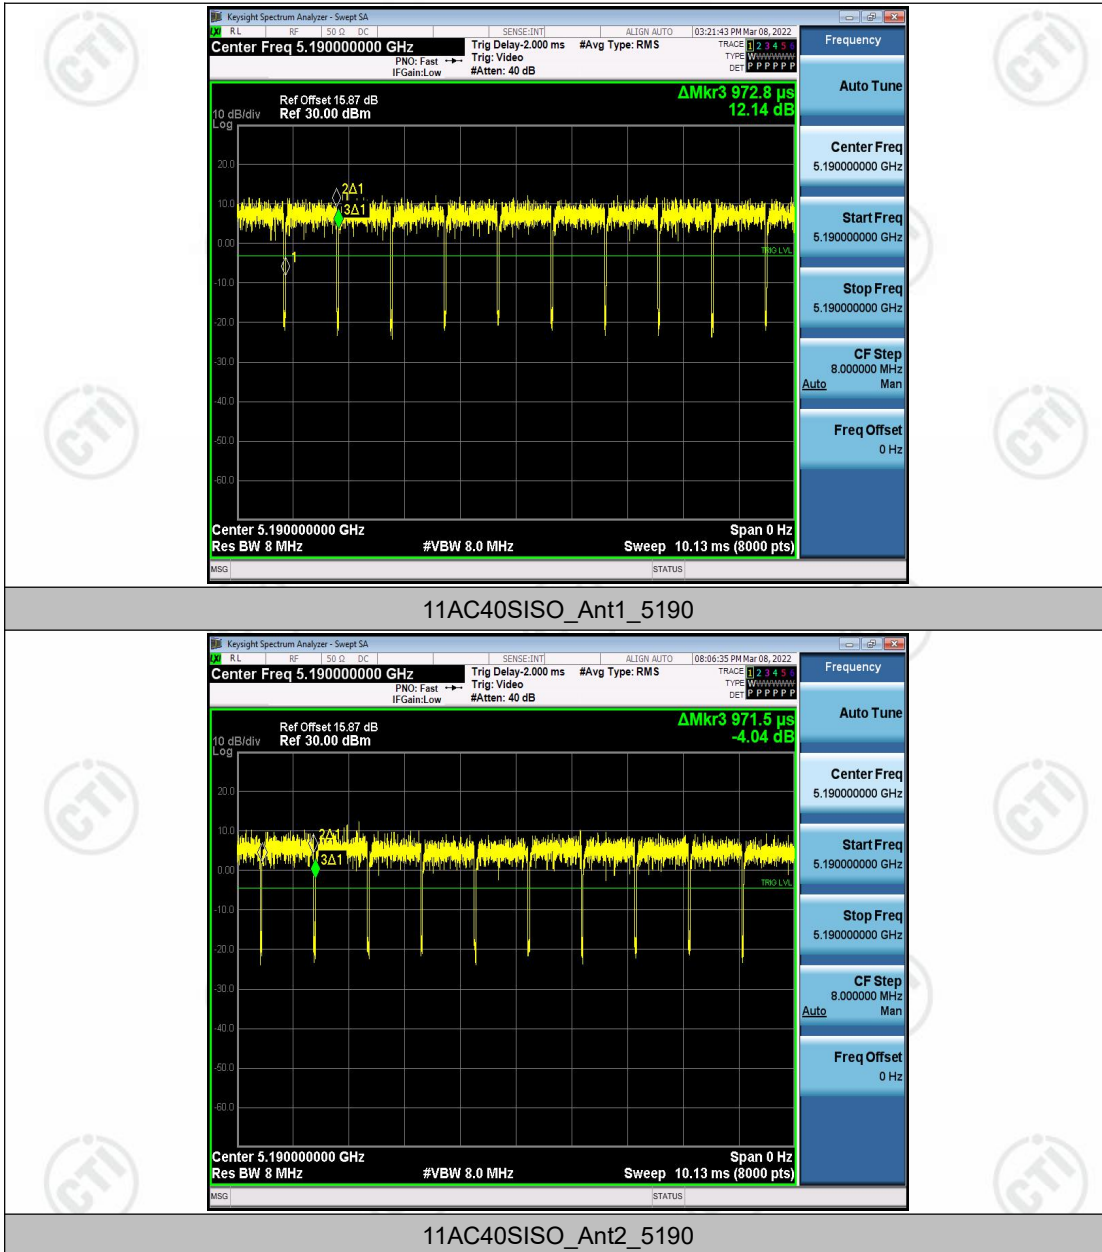 Keysight Spectrum Analyzer - Swept SA
LXI RL RF 50 Ω DC SENSE:INT ALIGN AUTO 03:21:43 PM Mar 08, 2022
Center Freq 5.190000000 GHz
PNO: Fast
IFGain:Low
Trig Delay-2.000 ms
Trig: Video
#Atten: 40 dB
#Avg Type: RMS
TRACE 1 2 3 4 5 6
TYPE W
DET P P P P P P
Frequency
ΔMkr3 972.8 µs
12.14 dB
Ref Offset 15.87 dB
10 dB/div Ref 30.00 dBm
Log
20.0
10.0
0.00
-10.0
-20.0
-30.0
-40.0
-50.0
-60.0
2Δ1
3Δ1
1
TRIG LVL
Center 5.190000000 GHz Span 0 Hz
Res BW 8 MHz #VBW 8.0 MHz Sweep 10.13 ms (8000 pts)
MSG STATUS
Auto Tune
Center Freq
5.190000000 GHz
Start Freq
5.190000000 GHz
Stop Freq
5.190000000 GHz
CF Step
8.000000 MHz
Auto Man
Freq Offset
0 Hz
11AC40SISO_Ant1_5190
Keysight Spectrum Analyzer - Swept SA
LXI RL RF 50 Ω DC SENSE:INT ALIGN AUTO 08:06:35 PM Mar 08, 2022
Center Freq 5.190000000 GHz
PNO: Fast
IFGain:Low
Trig Delay-2.000 ms
Trig: Video
#Atten: 40 dB
#Avg Type: RMS
TRACE 1 2 3 4 5 6
TYPE W
DET P P P P P P
Frequency
ΔMkr3 971.5 µs
-4.04 dB
Ref Offset 15.87 dB
10 dB/div Ref 30.00 dBm
Log
20.0
10.0
0.00
-10.0
-20.0
-30.0
-40.0
-50.0
-60.0
2Δ1
3Δ1
TRIG LVL
Center 5.190000000 GHz Span 0 Hz
Res BW 8 MHz #VBW 8.0 MHz Sweep 10.13 ms (8000 pts)
MSG STATUS
Auto Tune
Center Freq
5.190000000 GHz
Start Freq
5.190000000 GHz
Stop Freq
5.190000000 GHz
CF Step
8.000000 MHz
Auto Man
Freq Offset
0 Hz
11AC40SISO_Ant2_5190
CTI
CTI
CTI
CTI
CTI
CTI
CTI
CTI